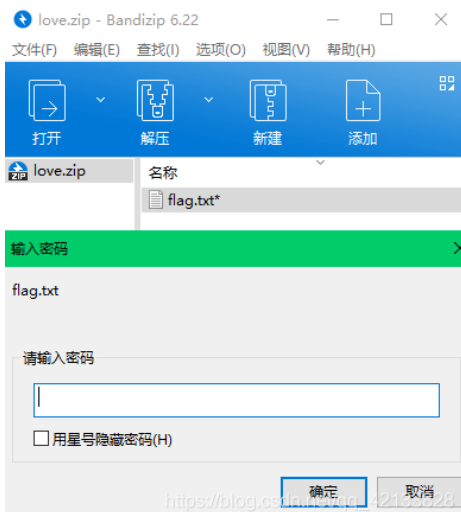 love.zip - Bandizip 6.22
文件(F) 编辑(E) 查找(I) 选项(O) 视图(V) 帮助(H)
打开 解压 新建 添加
love.zip 名称
flag.txt*
输入密码
flag.txt
请输入密码
用星号隐藏密码(H)
确定 取消